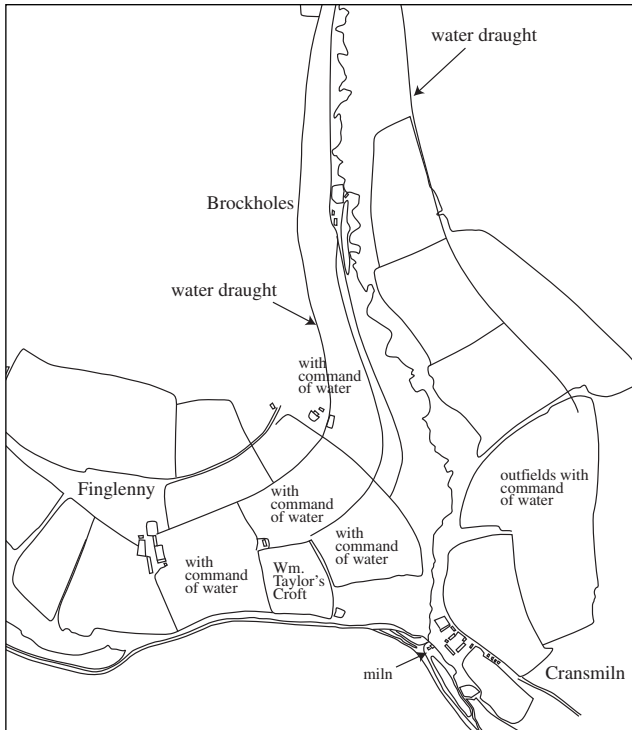 water draught
Brockholes
water draught
with
command
of water
Finglenny
with
command
of water
outfields with
command
of water
with
command
of water
with
command
of water
Wm.
Taylor's
Croft
miln
Cransmiln